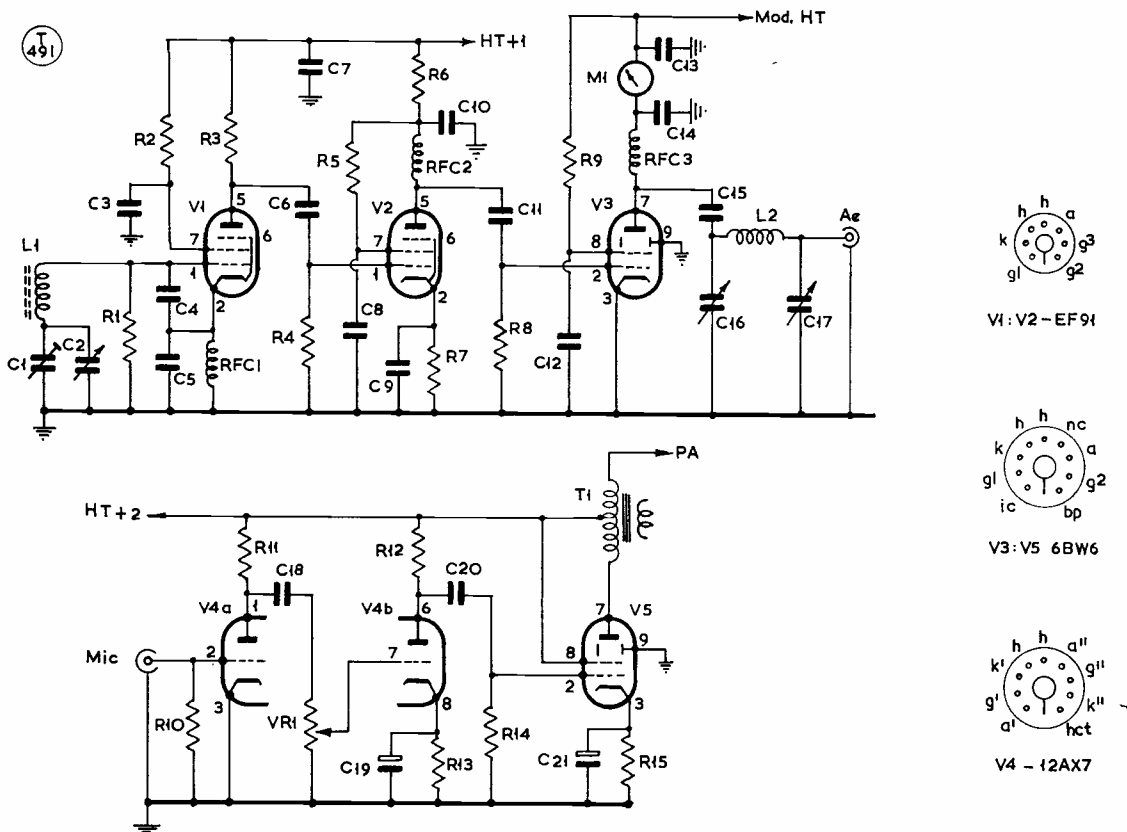 T
491
HT+1
Mod. HT
C7
R6
C13
M1
R2
R3
C10
C14
R5
RFC2
R9
RFC3
C3
V1
5
C6
V2
5
C11
V3
7
C15
L2
Ae
7
6
7
6
8
9
L1
1
1
2
C4
2
C8
2
3
R1
R4
R8
C16
C17
C1
C2
C5
RFC1
C9
R7
C12
h h a
k g3
g1 g2
V1:V2-EF91
h h nc
k a
g1 g2
ic bp
V3:V5 6BW6
h h a"
k' g"
g' k"
a' hct
V4 - 12AX7
PA
T1
HT+2
R11
R12
C18
C20
V4a
1
V4b
6
7
V5
Mic
2
7
8
9
2
3
8
3
R10
VR1
R14
C19
R13
C21
R15